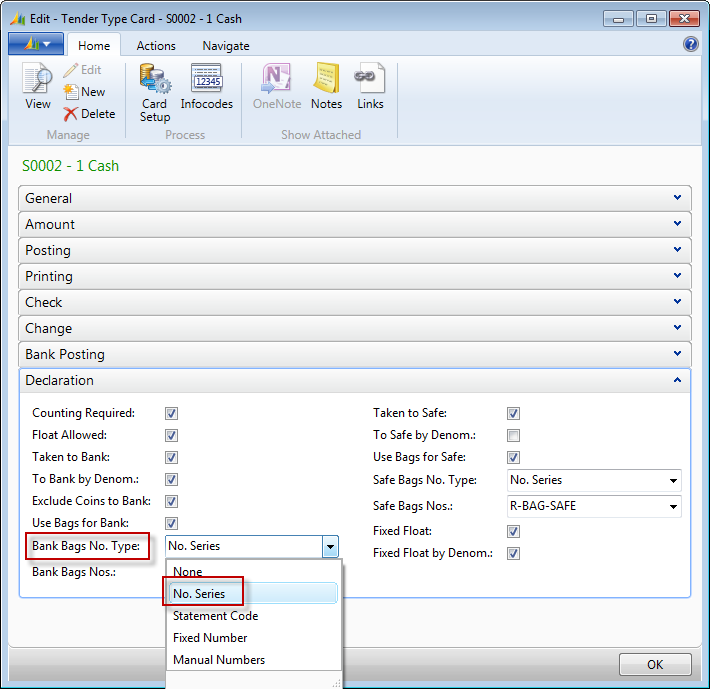 Edit - Tender Type Card - S0002 - 1 Cash
Home Actions Navigate
View
Edit
New
Delete
Manage
Card Setup
Infocodes
Process
OneNote
12345
Notes
Links
Show Attached
S0002 - 1 Cash
General
Amount
Posting
Printing
Check
Change
Bank Posting
Declaration
Counting Required:
Float Allowed:
Taken to Bank:
To Bank by Denom.:
Exclude Coins to Bank:
Use Bags for Bank:
Bank Bags No. Type: No. Series
Bank Bags Nos.:
None
No. Series
Statement Code
Fixed Number
Manual Numbers
Taken to Safe:
To Safe by Denom.:
Use Bags for Safe:
Safe Bags No. Type: No. Series
Safe Bags Nos.: R-BAG-SAFE
Fixed Float:
Fixed Float by Denom.:
OK